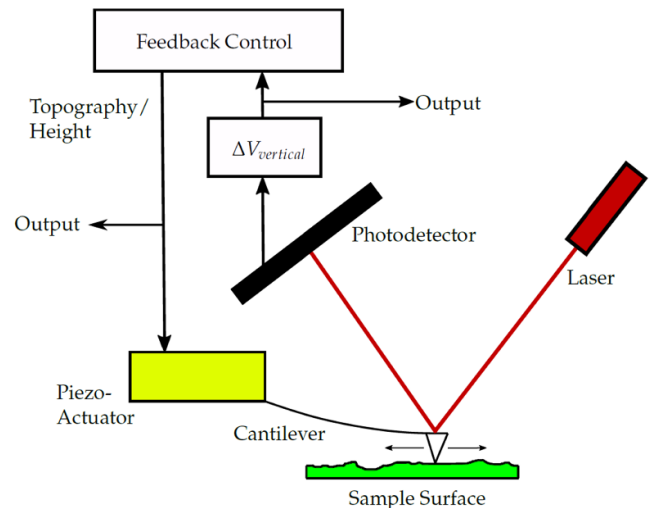 Feedback Control
Topography/
Height
Output
ΔV_vertical
Output
Photodetector
Laser
Piezo-
Actuator
Cantilever
Sample Surface